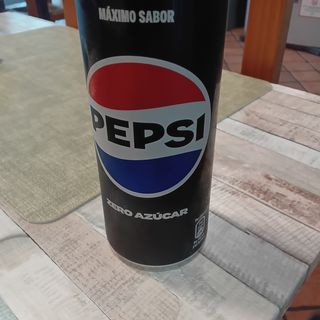 MÁXIMO SABOR
PEPSI
ZERO AZÚCAR